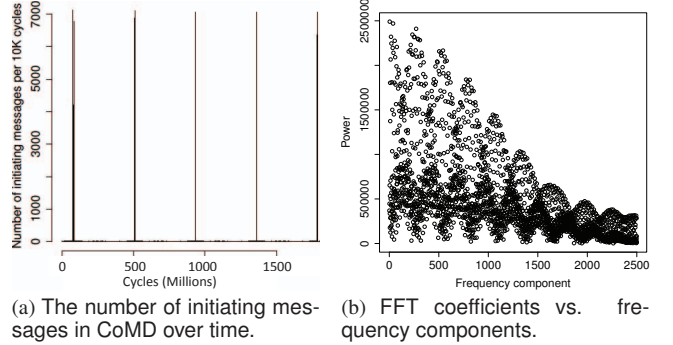 Number of initiating messages per 10K cycles
7000
5000
3000
1000
0
0 500 1000 1500
Cycles (Millions)
(a) The number of initiating mes-
sages in CoMD over time.
Power
2500000
1500000
500000
0
0 500 1000 1500 2000 2500
Frequency component
(b) FFT coefficients vs. fre-
quency components.